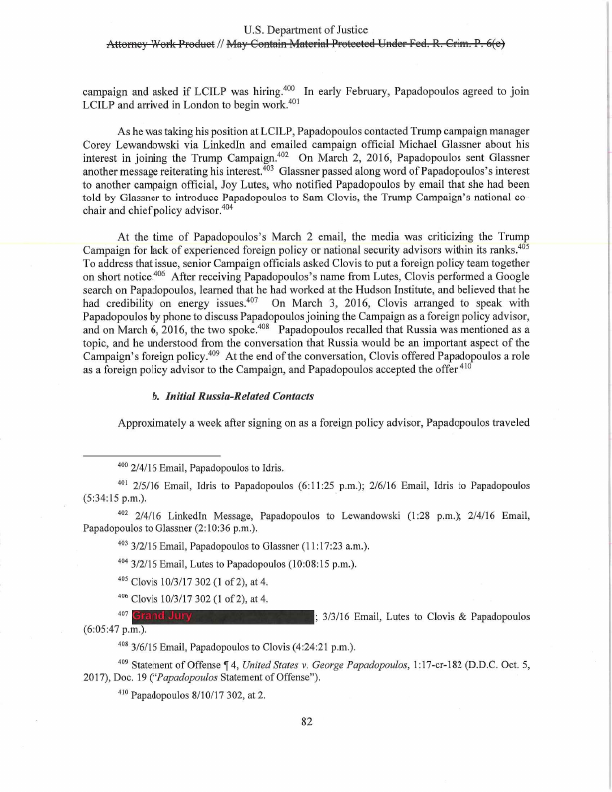 U.S. Department of Justice
Attorney Work Product // May Contain Material Protected Under Fed. R. Crim. P. 6(e)
campaign and asked if LCILP was hiring.400 In early February, Papadopoulos agreed to join
LCILP and arrived in London to begin work.401
As he was taking his position at LCILP, Papadopoulos contacted Trump campaign manager
Corey Lewandowski via LinkedIn and emailed campaign official Michael Glassner about his
interest in joining the Trump Campaign.402 On March 2, 2016, Papadopoulos sent Glassner
another message reiterating his interest.403 Glassner passed along word of Papadopoulos's interest
to another campaign official, Joy Lutes, who notified Papadopoulos by email that she had been
told by Glassner to introduce Papadopoulos to Sam Clovis, the Trump Campaign's national co-
chair and chief policy advisor.404
At the time of Papadopoulos's March 2 email, the media was criticizing the Trump
Campaign for lack of experienced foreign policy or national security advisors within its ranks.405
To address that issue, senior Campaign officials asked Clovis to put a foreign policy team together
on short notice.406 After receiving Papadopoulos's name from Lutes, Clovis performed a Google
search on Papadopoulos, learned that he had worked at the Hudson Institute, and believed that he
had credibility on energy issues.407 On March 3, 2016, Clovis arranged to speak with
Papadopoulos by phone to discuss Papadopoulos joining the Campaign as a foreign policy advisor,
and on March 6, 2016, the two spoke.408 Papadopoulos recalled that Russia was mentioned as a
topic, and he understood from the conversation that Russia would be an important aspect of the
Campaign's foreign policy.409 At the end of the conversation, Clovis offered Papadopoulos a role
as a foreign policy advisor to the Campaign, and Papadopoulos accepted the offer.410
b. Initial Russia-Related Contacts
Approximately a week after signing on as a foreign policy advisor, Papadopoulos traveled
400 2/4/15 Email, Papadopoulos to Idris.
401 2/5/16 Email, Idris to Papadopoulos (6:11:25 p.m.); 2/6/16 Email, Idris to Papadopoulos
(5:34:15 p.m.).
402 2/4/16 LinkedIn Message, Papadopoulos to Lewandowski (1:28 p.m.); 2/4/16 Email,
Papadopoulos to Glassner (2:10:36 p.m.).
403 3/2/15 Email, Papadopoulos to Glassner (11:17:23 a.m.).
404 3/2/15 Email, Lutes to Papadopoulos (10:08:15 p.m.).
405 Clovis 10/3/17 302 (1 of 2), at 4.
406 Clovis 10/3/17 302 (1 of 2), at 4.
407 Grand Jury ; 3/3/16 Email, Lutes to Clovis & Papadopoulos
(6:05:47 p.m.).
408 3/6/15 Email, Papadopoulos to Clovis (4:24:21 p.m.).
409 Statement of Offense ¶ 4, United States v. George Papadopoulos, 1:17-cr-182 (D.D.C. Oct. 5,
2017), Doc. 19 ("Papadopoulos Statement of Offense").
410 Papadopoulos 8/10/17 302, at 2.
82